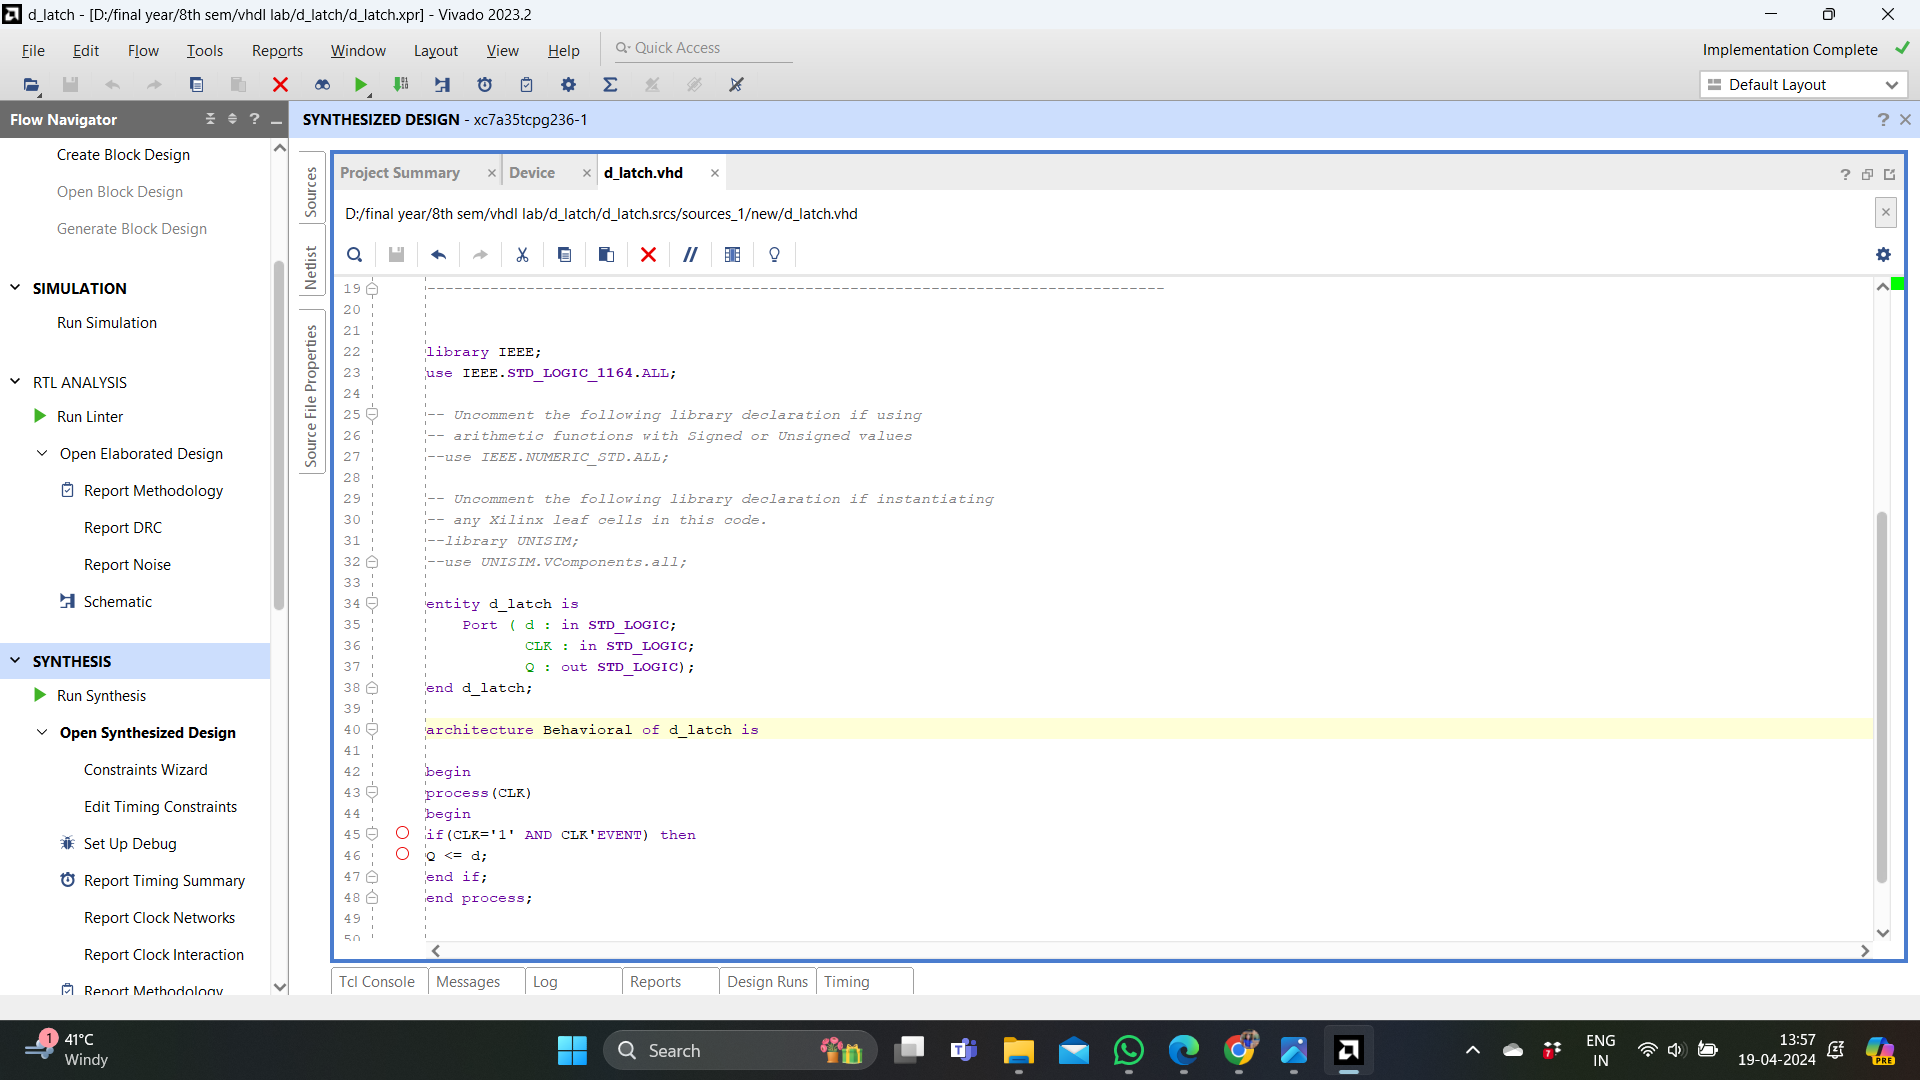 d_latch - [D:/final year/8th sem/vhdl lab/d_latch/d_latch.xpr] - Vivado 2023.2
File Edit Flow Tools Reports Window Layout View Help Quick Access Implementation Complete
Default Layout
Flow Navigator
SYNTHESIZED DESIGN - xc7a35tcpg236-1
Create Block Design
Open Block Design
Generate Block Design
SIMULATION
Run Simulation
RTL ANALYSIS
Run Linter
Open Elaborated Design
Report Methodology
Report DRC
Report Noise
Schematic
SYNTHESIS
Run Synthesis
Open Synthesized Design
Constraints Wizard
Edit Timing Constraints
Set Up Debug
Report Timing Summary
Report Clock Networks
Report Clock Interaction
Report Methodology
Sources
Netlist
Source File Properties
Project Summary Device d_latch.vhd
D:/final year/8th sem/vhdl lab/d_latch/d_latch.srcs/sources_1/new/d_latch.vhd
19 ----------------------------------------------------------------------------------
20
21
22 library IEEE;
23 use IEEE.STD_LOGIC_1164.ALL;
24
25 -- Uncomment the following library declaration if using
26 -- arithmetic functions with Signed or Unsigned values
27 --use IEEE.NUMERIC_STD.ALL;
28
29 -- Uncomment the following library declaration if instantiating
30 -- any Xilinx leaf cells in this code.
31 --library UNISIM;
32 --use UNISIM.VComponents.all;
33
34 entity d_latch is
35 Port ( d : in STD_LOGIC;
36 CLK : in STD_LOGIC;
37 Q : out STD_LOGIC);
38 end d_latch;
39
40 architecture Behavioral of d_latch is
41
42 begin
43 process(CLK)
44 begin
45 if(CLK='1' AND CLK'EVENT) then
46 Q <= d;
47 end if;
48 end process;
49
50
Tcl Console Messages Log Reports Design Runs Timing
1
41°C
Windy
Search
7
ENG
IN
13:57
19-04-2024
PRE